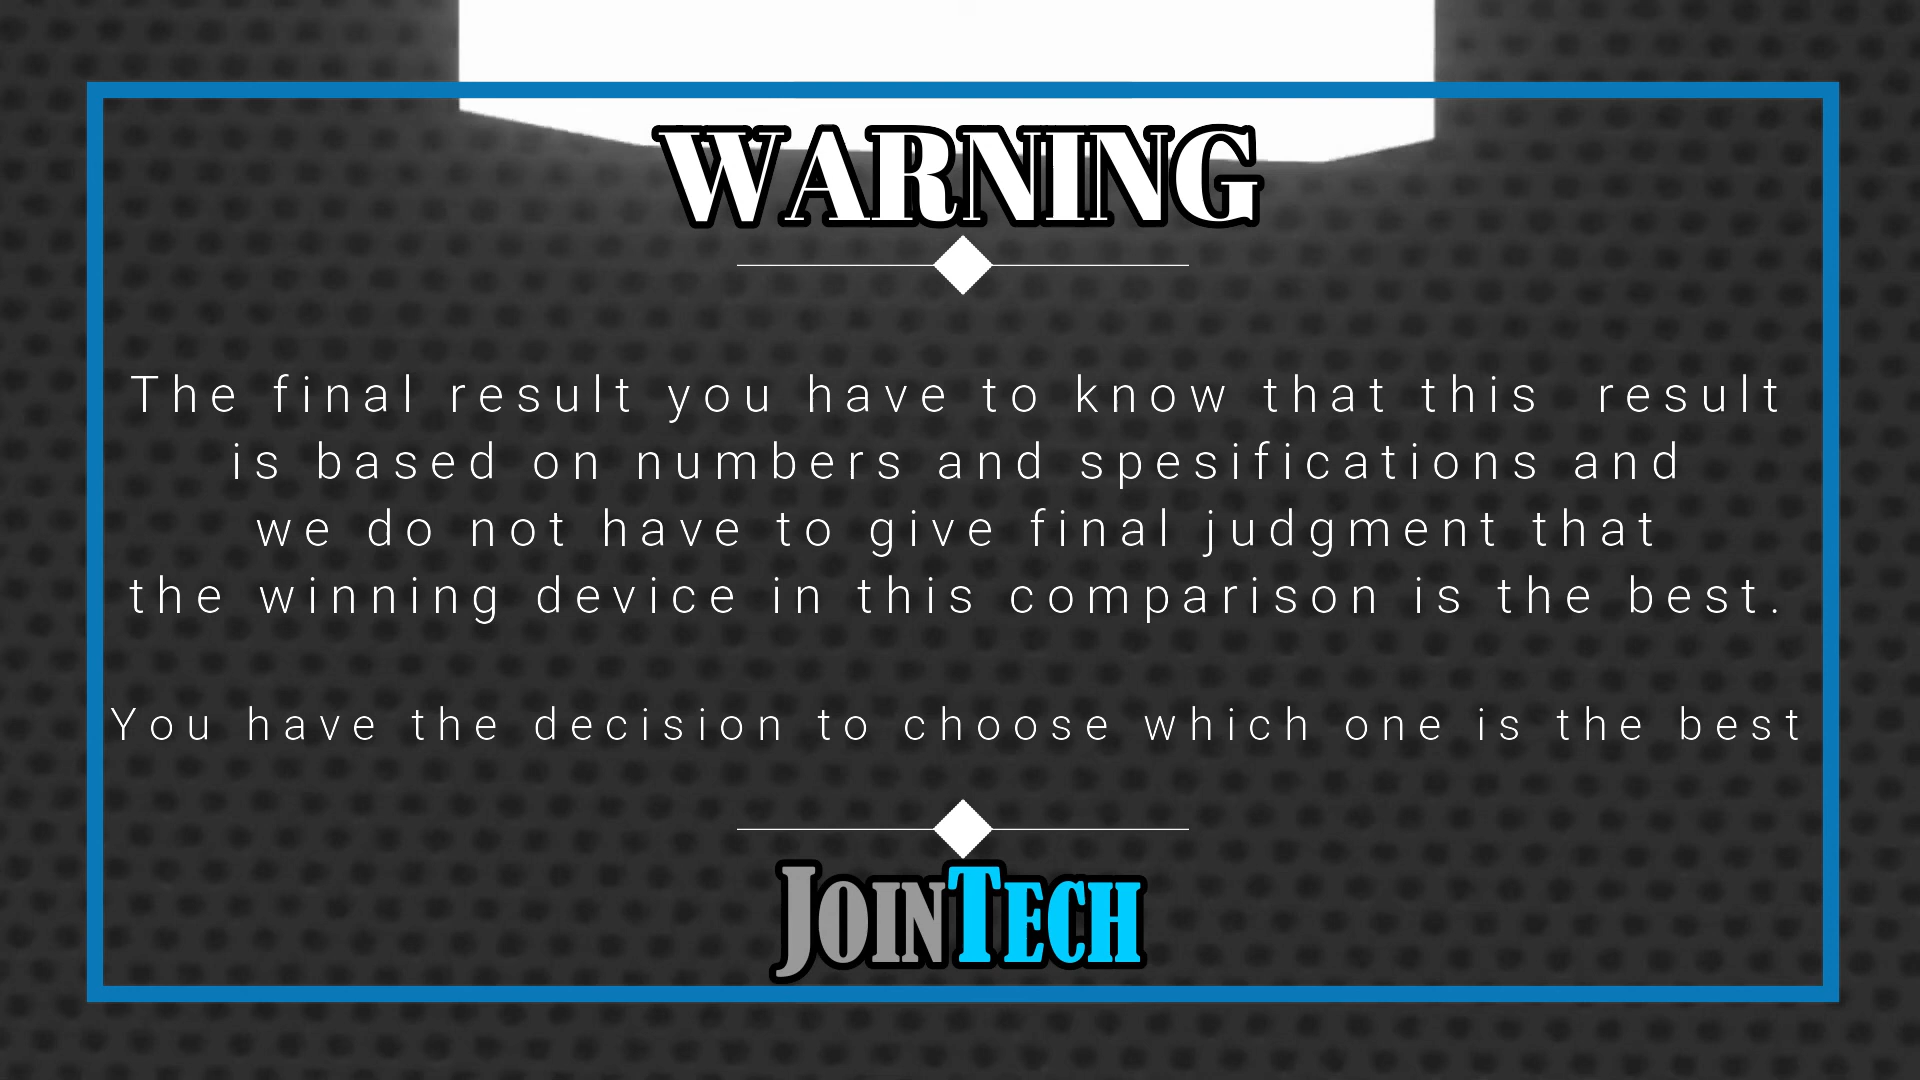 WARNING
The final result you have to know that this result
is based on numbers and spesifications and
we do not have to give final judgment that
the winning device in this comparison is the best.
You have the decision to choose which one is the best
JOINTECH